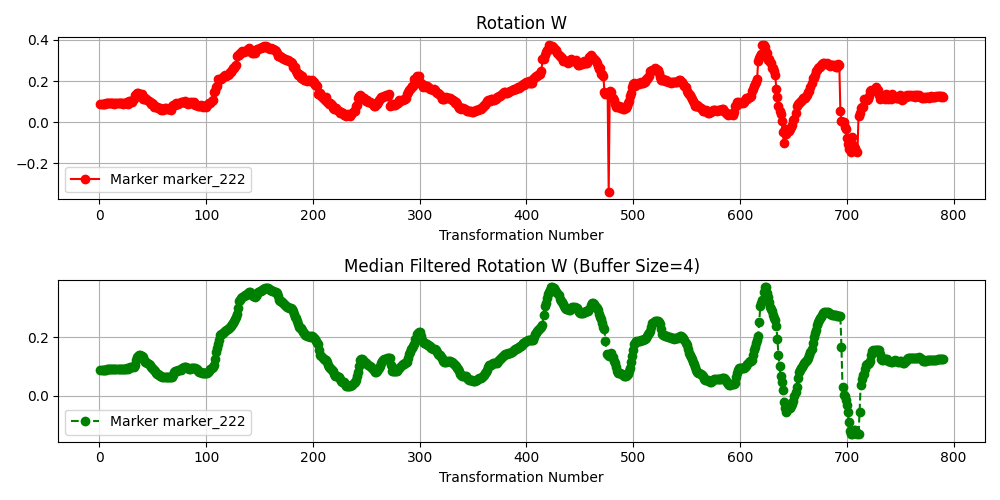 Rotation W
0.4
0.2
0.0
−0.2
Marker marker_222
0 100 200 300 400 500 600 700 800
Transformation Number
Median Filtered Rotation W (Buffer Size=4)
0.2
0.0
Marker marker_222
0 100 200 300 400 500 600 700 800
Transformation Number